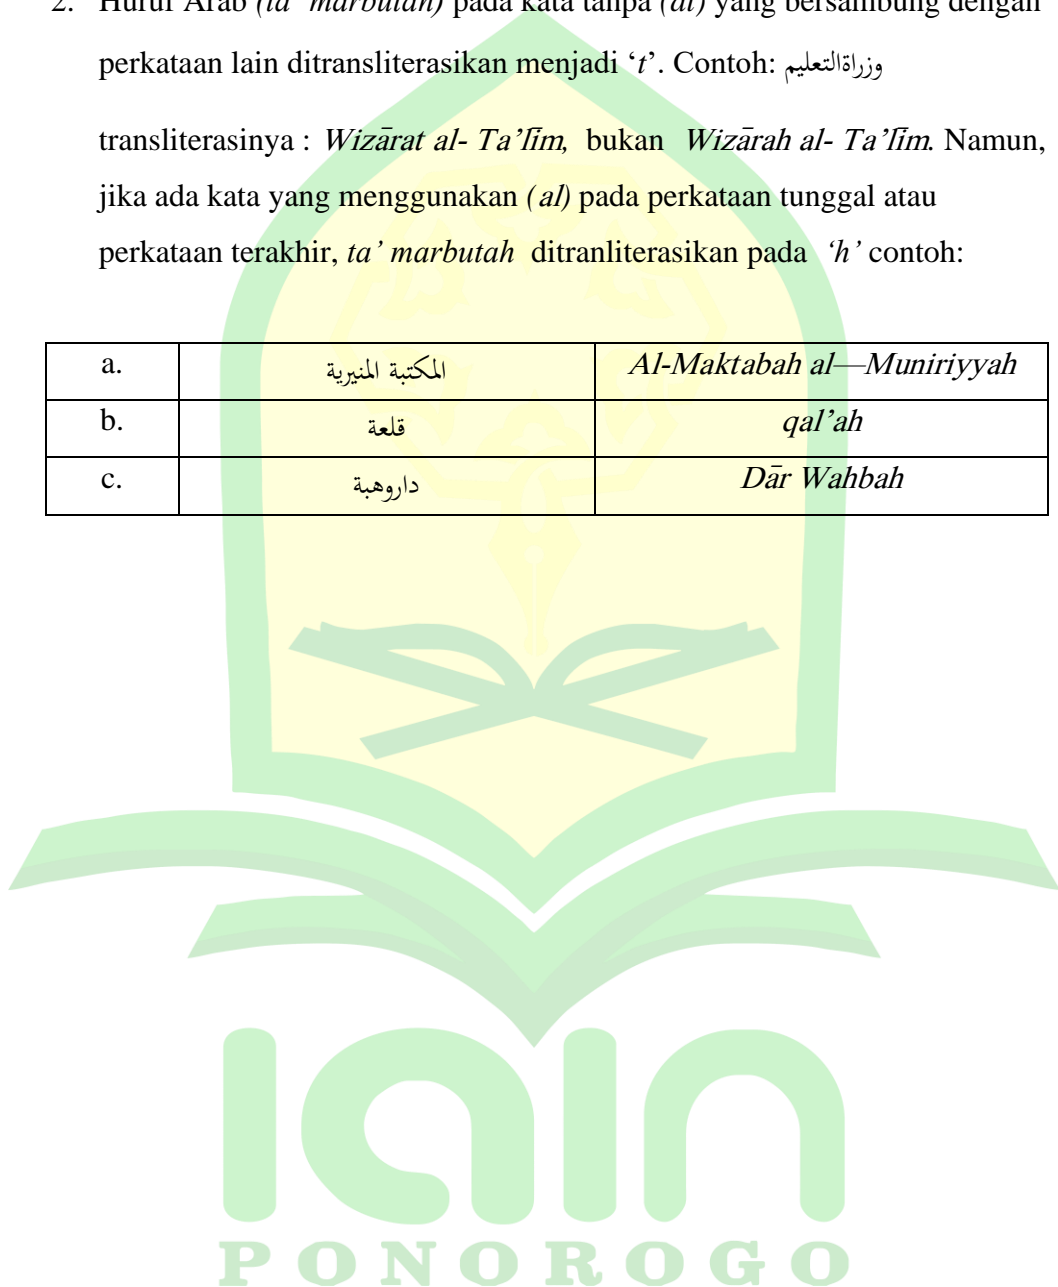 2. Huruf Arab (ta' marbutah) pada kata tanpa (al) yang bersambung dengan
perkataan lain ditransliterasikan menjadi ‘t’. Contoh: وزراةالتعليم
transliterasinya : Wizārat al- Ta’līm, bukan Wizārah al- Ta’līm. Namun,
jika ada kata yang menggunakan (al) pada perkataan tunggal atau
perkataan terakhir, ta’ marbutah ditranliterasikan pada ‘h’ contoh:
a. المكتبة المنيرية Al-Maktabah al—Muniriyyah
b. قلعة qal’ah
c. داروهبة Dār Wahbah
iain
PONOROGO